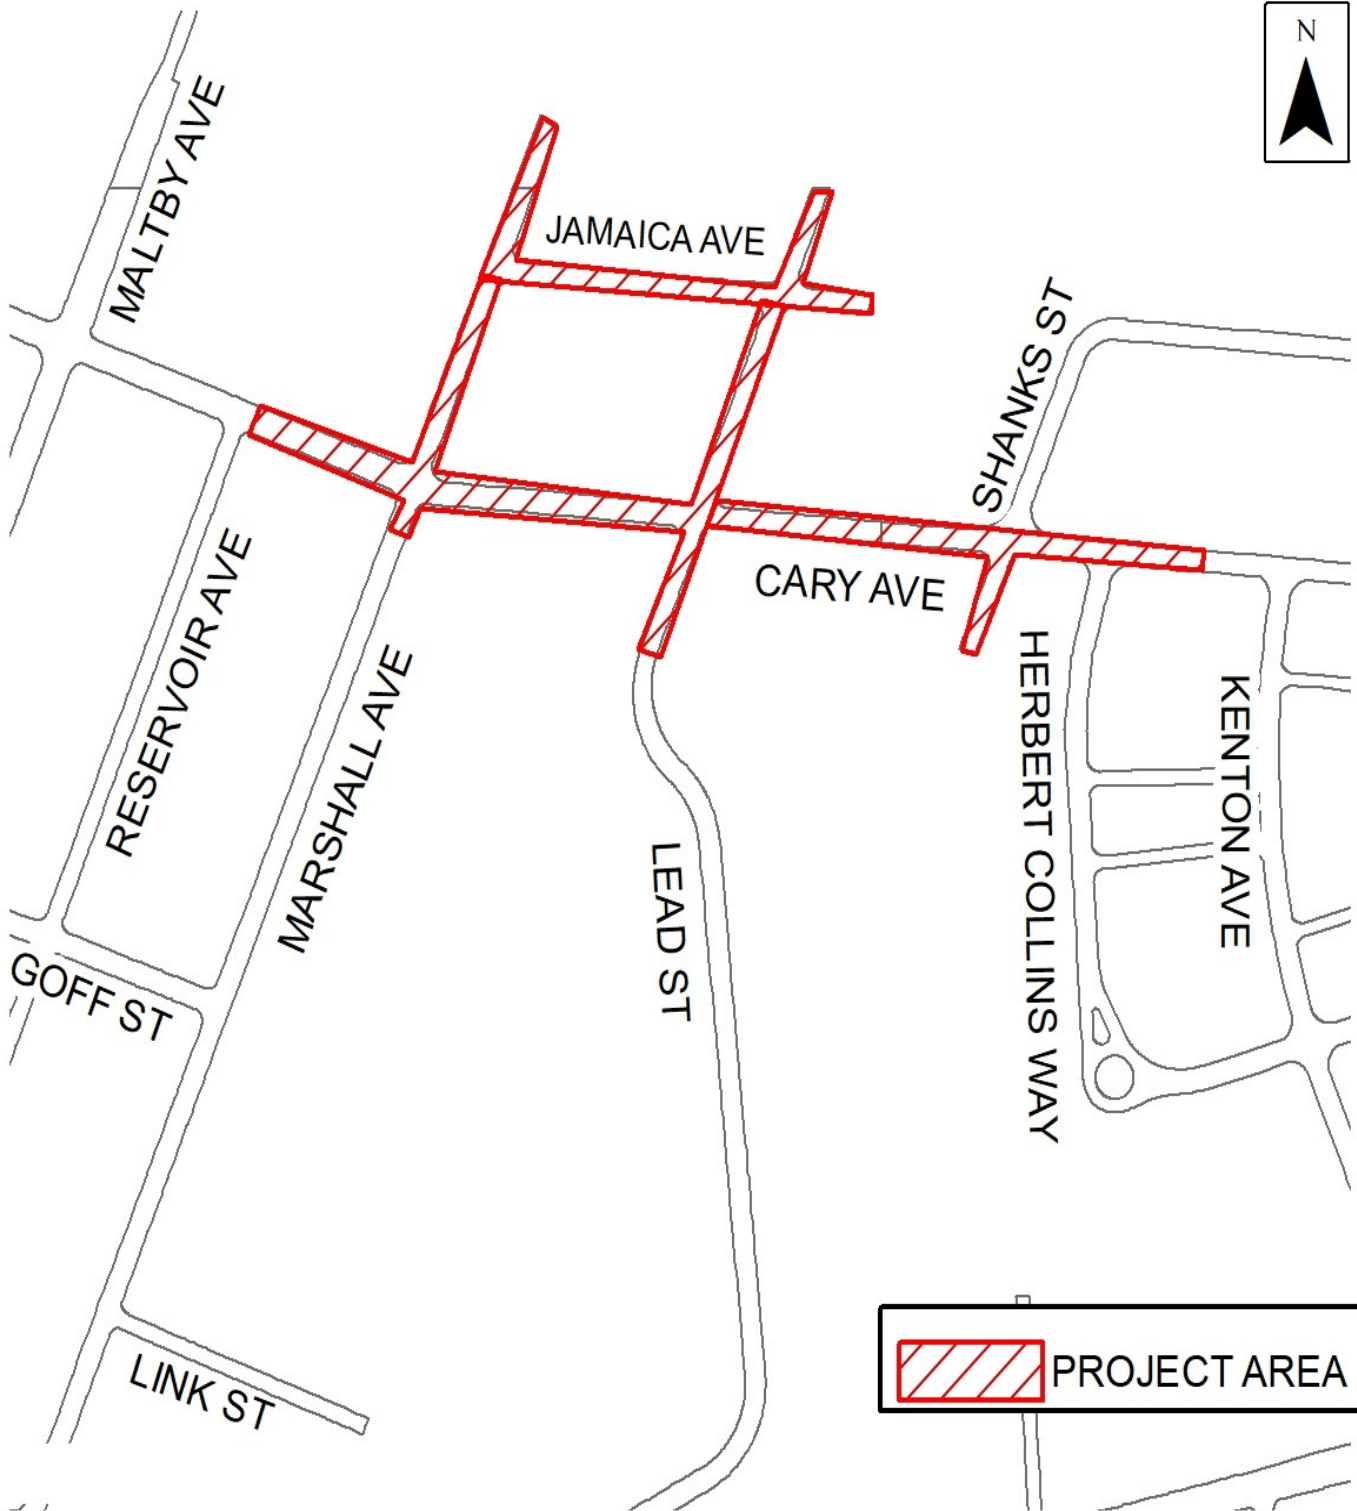 N
MALTBY AVE
JAMAICA AVE
SHANKS ST
CARY AVE
RESERVOIR AVE
MARSHALL AVE
HERBERT COLLINS WAY
KENTON AVE
LEAD ST
GOFF ST
LINK ST
PROJECT AREA